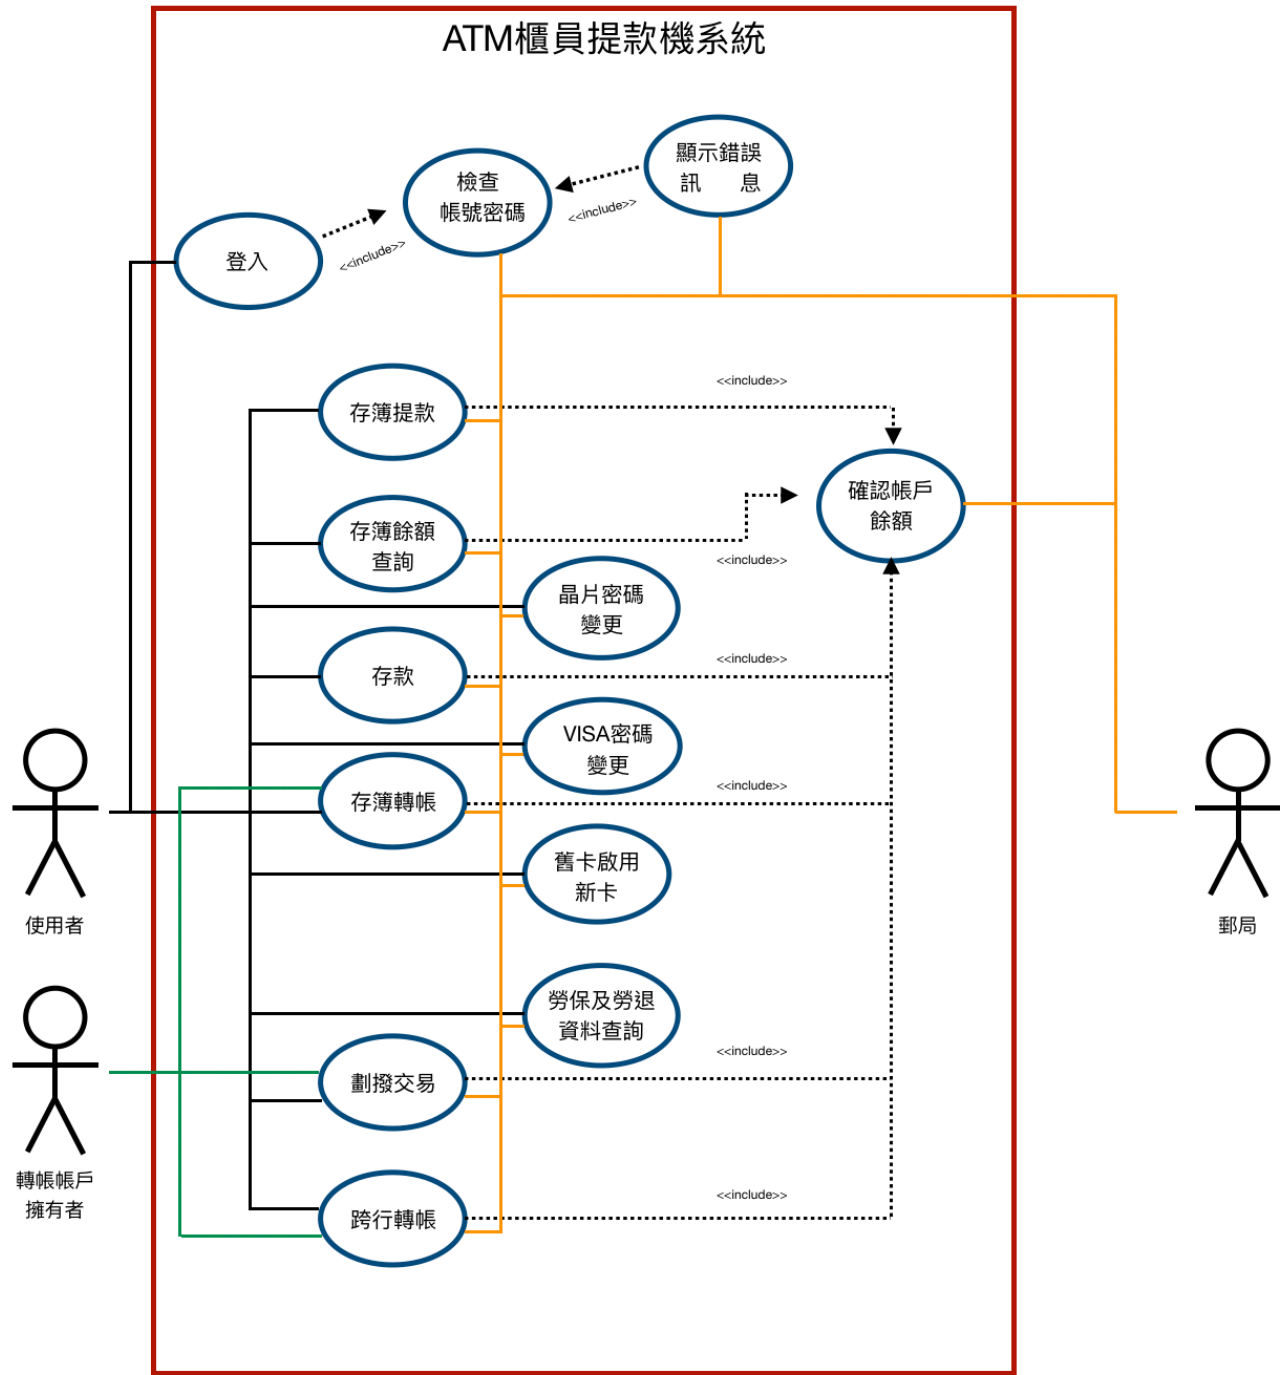 ATM櫃員提款機系統
顯示錯誤
訊 息
檢查
帳號密碼
<<include>>
<<include>>
登入
<<include>>
存簿提款
確認帳戶
餘額
存簿餘額
查詢
<<include>>
晶片密碼
變更
<<include>>
存款
VISA密碼
變更
<<include>>
存簿轉帳
舊卡啟用
新卡
使用者
郵局
勞保及勞退
資料查詢
<<include>>
劃撥交易
轉帳帳戶
擁有者
<<include>>
跨行轉帳